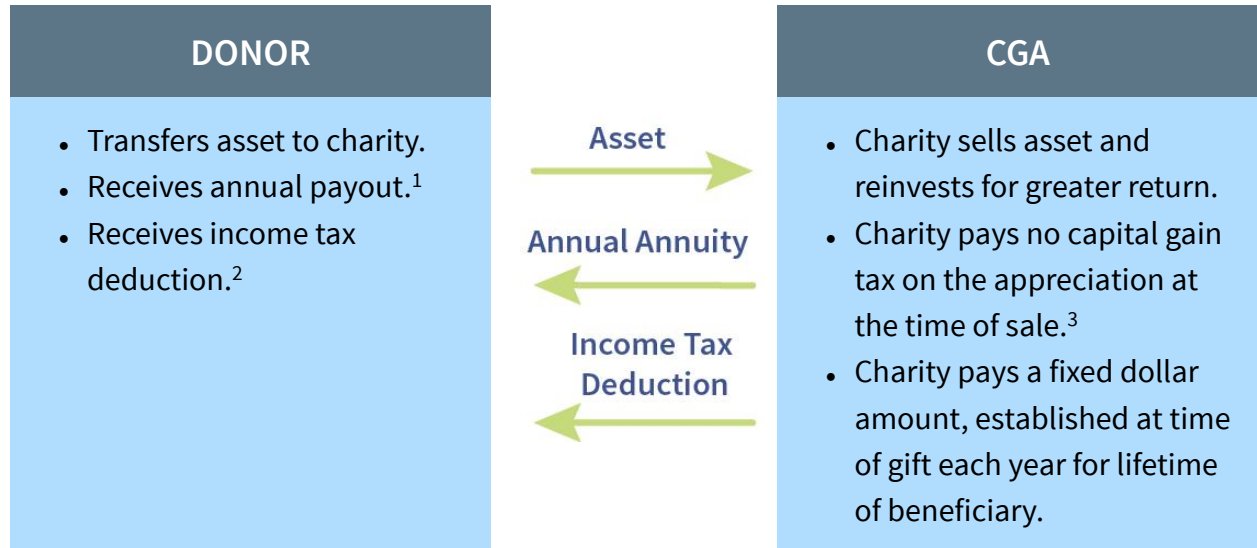 DONOR
• Transfers asset to charity.
• Receives annual payout.¹
• Receives income tax
deduction.²
Asset
Annual Annuity
Income Tax
Deduction
CGA
• Charity sells asset and
reinvests for greater return.
• Charity pays no capital gain
tax on the appreciation at
the time of sale.³
• Charity pays a fixed dollar
amount, established at time
of gift each year for lifetime
of beneficiary.